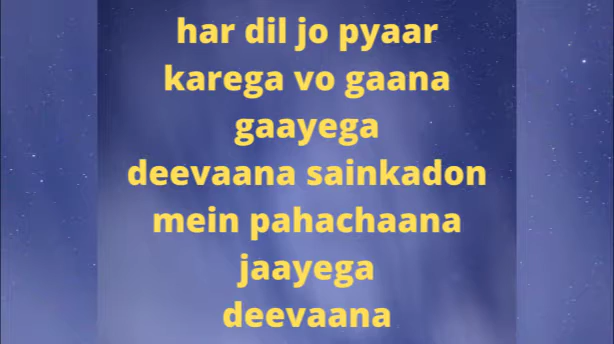 har dil jo pyaar
karega vo gaana
gaayega
deevaana sainkadon
mein pahachaana
jaayega
deevaana